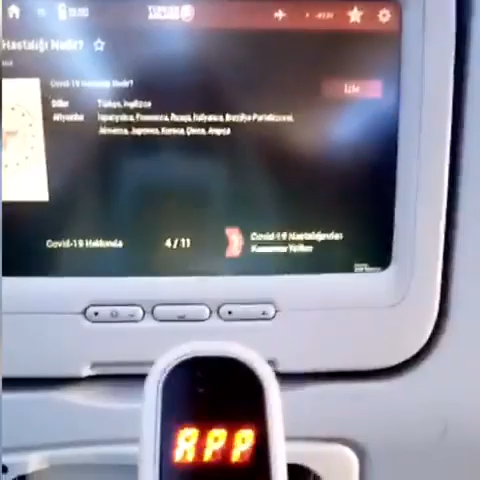 Hastalığı Nedir?
Covid-19 Hastalığı Nedir?
İzle
Diller Türkçe, İngilizce
Altyazılar İspanyolca, Fransızca, Rusça, İtalyanca, Brezilya Portekizcesi,
Almanca, Japonca, Korece, Çince, Arapça
Covid-19 Hakkında
4 / 11
Covid-19 Hastalığından
Korunma Yolları
APP